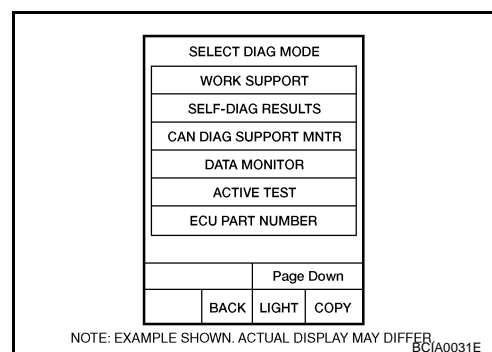 SELECT DIAG MODE
WORK SUPPORT
SELF-DIAG RESULTS
CAN DIAG SUPPORT MNTR
DATA MONITOR
ACTIVE TEST
ECU PART NUMBER
Page Down
BACK LIGHT COPY
NOTE: EXAMPLE SHOWN. ACTUAL DISPLAY MAY DIFFER.
BCIA0031E